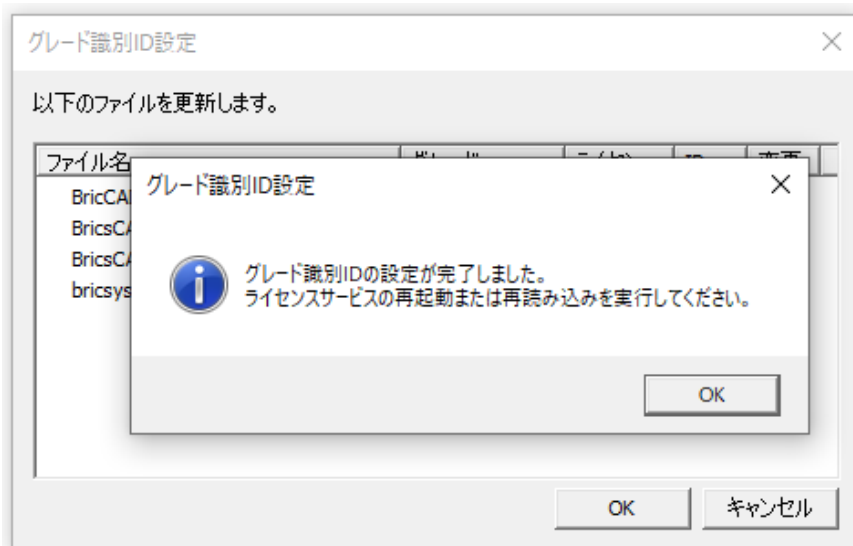 グレード識別ID設定
以下のファイルを更新します。
ファイル名
グレード識別ID設定
グレード識別IDの設定が完了しました。
ライセンスサービスの再起動または再読み込みを実行してください。
OK
bricsys
OK
キャンセル